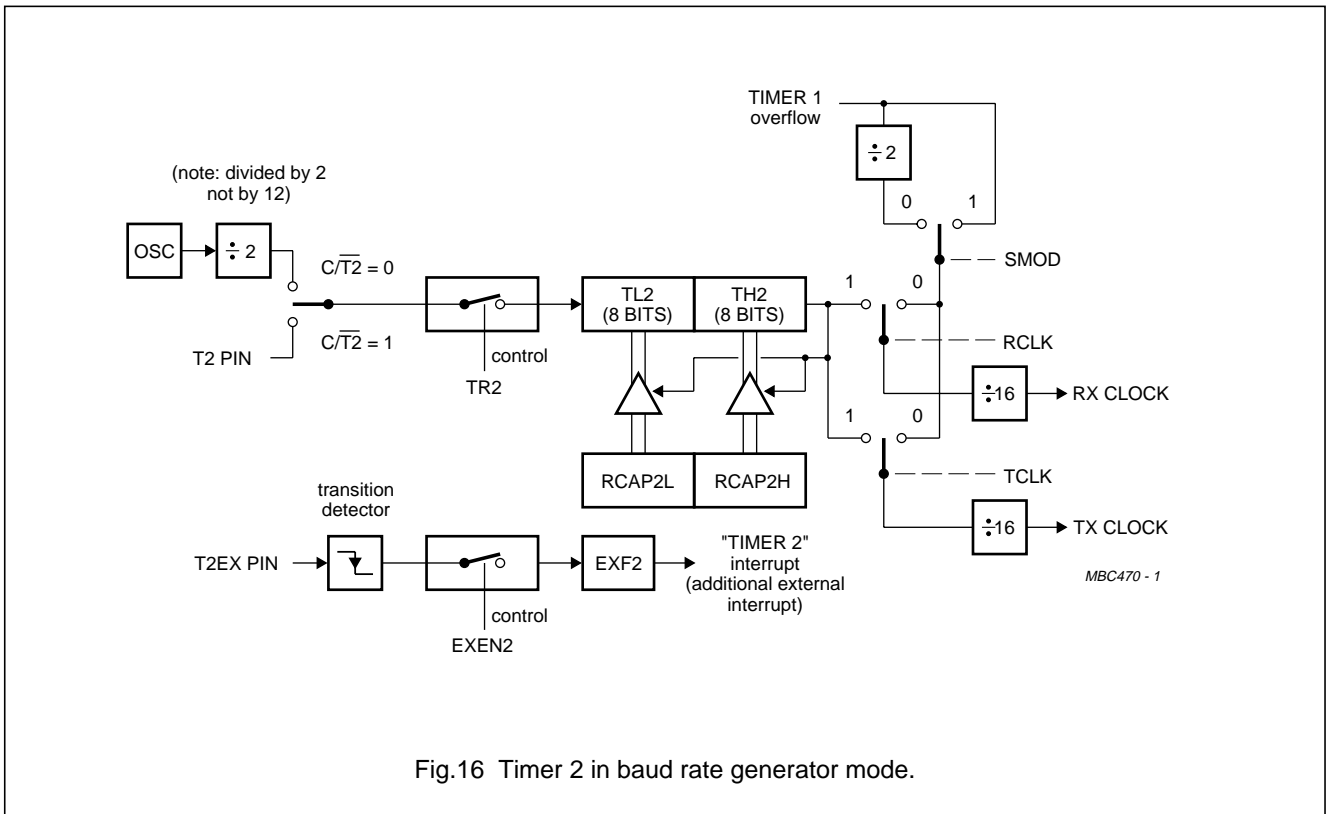 TIMER 1
overflow
÷ 2
(note: divided by 2
not by 12)
0 1
OSC
÷ 2
C/T̅2̅ = 0
SMOD
TL2
(8 BITS)
TH2
(8 BITS)
1 0
C/T̅2̅ = 1
T2 PIN
control
TR2
RCLK
÷16
RX CLOCK
1 0
RCAP2L
RCAP2H
TCLK
transition
detector
÷16
TX CLOCK
T2EX PIN
EXF2
"TIMER 2"
interrupt
(additional external
interrupt)
MBC470 - 1
control
EXEN2
Fig.16 Timer 2 in baud rate generator mode.